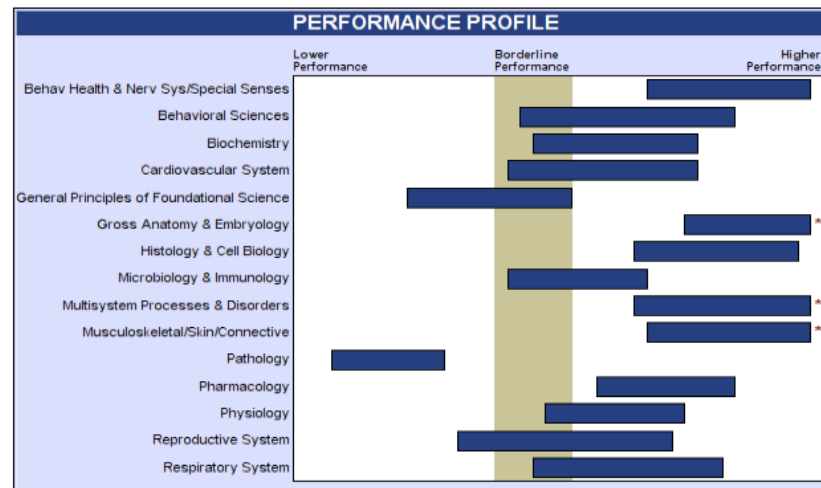 PERFORMANCE PROFILE
Lower Performance
Borderline Performance
Higher Performance
Behav Health & Nerv Sys/Special Senses
Behavioral Sciences
Biochemistry
Cardiovascular System
General Principles of Foundational Science
Gross Anatomy & Embryology *
Histology & Cell Biology
Microbiology & Immunology
Multisystem Processes & Disorders *
Musculoskeletal/Skin/Connective *
Pathology
Pharmacology
Physiology
Reproductive System
Respiratory System